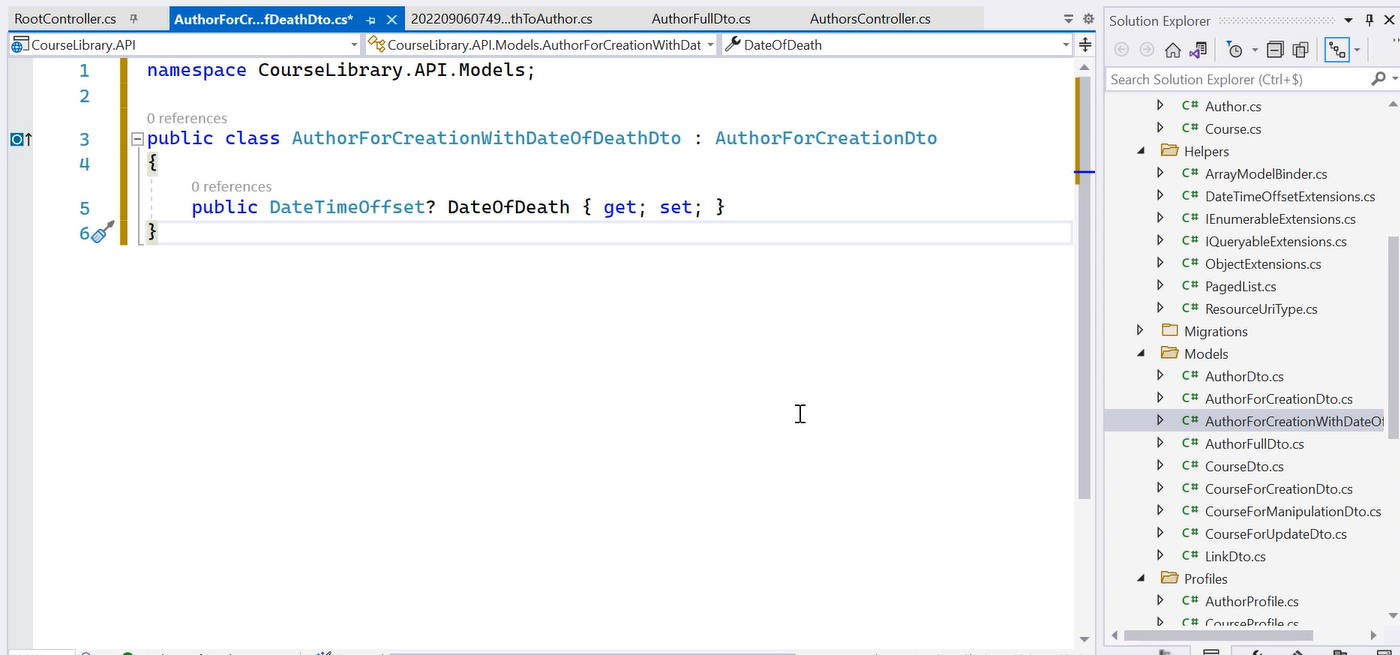 RootController.cs AuthorForCr...fDeathDto.cs* 202209060749...thToAuthor.cs AuthorFullDto.cs AuthorsController.cs
CourseLibrary.API CourseLibrary.API.Models.AuthorForCreationWithDat DateOfDeath
1 namespace CourseLibrary.API.Models;
2
0 references
3 public class AuthorForCreationWithDateOfDeathDto : AuthorForCreationDto
4 {
0 references
5 public DateTimeOffset? DateOfDeath { get; set; }
6 }
Solution Explorer
Search Solution Explorer (Ctrl+$)
C# Author.cs
C# Course.cs
Helpers
C# ArrayModelBinder.cs
C# DateTimeOffsetExtensions.cs
C# IEnumerableExtensions.cs
C# IQueryableExtensions.cs
C# ObjectExtensions.cs
C# PagedList.cs
C# ResourceUriType.cs
Migrations
Models
C# AuthorDto.cs
C# AuthorForCreationDto.cs
C# AuthorForCreationWithDateOf
C# AuthorFullDto.cs
C# CourseDto.cs
C# CourseForCreationDto.cs
C# CourseForManipulationDto.cs
C# CourseForUpdateDto.cs
C# LinkDto.cs
Profiles
C# AuthorProfile.cs
C# CourseProfile.cs